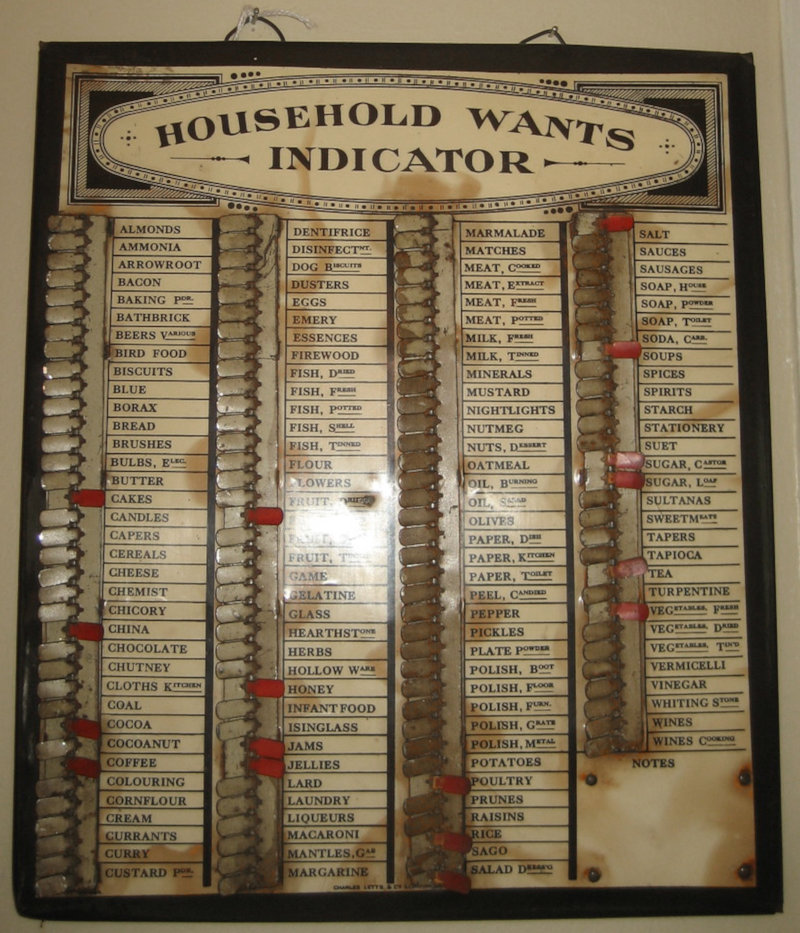 HOUSEHOLD WANTS
INDICATOR
ALMONDS
AMMONIA
ARROWROOT
BACON
BAKING PDR.
BATHBRICK
BEERS VARIOUS
BIRD FOOD
BISCUITS
BLUE
BORAX
BREAD
BRUSHES
BULBS, ELEC.
BUTTER
CAKES
CANDLES
CAPERS
CEREALS
CHEESE
CHEMIST
CHICORY
CHINA
CHOCOLATE
CHUTNEY
CLOTHS KITCHEN
COAL
COCOA
COCOANUT
COFFEE
COLOURING
CORNFLOUR
CREAM
CURRANTS
CURRY
CUSTARD PDR.
DENTIFRICE
DISINFECTNT.
DOG BISCUITS
DUSTERS
EGGS
EMERY
ESSENCES
FIREWOOD
FISH, DRIED
FISH, FRESH
FISH, POTTED
FISH, SHELL
FISH, TINNED
FLOUR
FLOWERS
FRUIT, DRIED
FRUIT,
FRUIT,
GAME
GELATINE
GLASS
HEARTHSTONE
HERBS
HOLLOW WARE
HONEY
INFANT FOOD
ISINGLASS
JAMS
JELLIES
LARD
LAUNDRY
LIQUEURS
MACARONI
MANTLES, GAS
MARGARINE
MARMALADE
MATCHES
MEAT, COOKED
MEAT, EXTRACT
MEAT, FRESH
MEAT, POTTED
MILK, FRESH
MILK, TINNED
MINERALS
MUSTARD
NIGHTLIGHTS
NUTMEG
NUTS, DESSERT
OATMEAL
OIL, BURNING
OIL, SALAD
OLIVES
PAPER, DISH
PAPER, KITCHEN
PAPER, TOILET
PEEL, CANDIED
PEPPER
PICKLES
PLATE POWDER
POLISH, BOOT
POLISH, FLOOR
POLISH, FURN.
POLISH, GRATE
POLISH, METAL
POTATOES
POULTRY
PRUNES
RAISINS
RICE
SAGO
SALAD DRESS'G
SALT
SAUCES
SAUSAGES
SOAP, HOUSE
SOAP, POWDER
SOAP, TOILET
SODA, CARB.
SOUPS
SPICES
SPIRITS
STARCH
STATIONERY
SUET
SUGAR, CASTOR
SUGAR, LOAF
SULTANAS
SWEETMEATS
TAPERS
TAPIOCA
TEA
TURPENTINE
VEGETABLES, FRESH
VEGETABLES, DRIED
VEGETABLES, TIN'D
VERMICELLI
VINEGAR
WHITING STONE
WINES
WINES COOKING
NOTES
CHARLES LETTS & CO